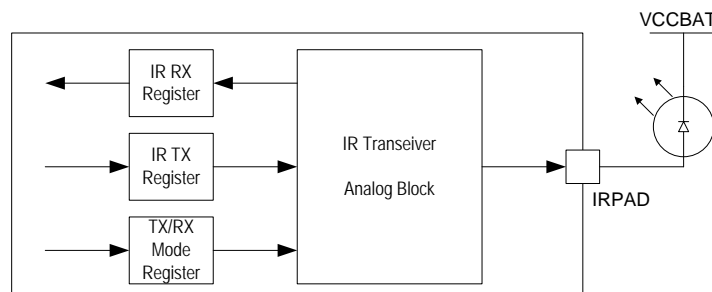 VCCBAT
IR RX
Register
IR TX
Register
TX/RX
Mode
Register
IR Transeiver
Analog Block
IRPAD